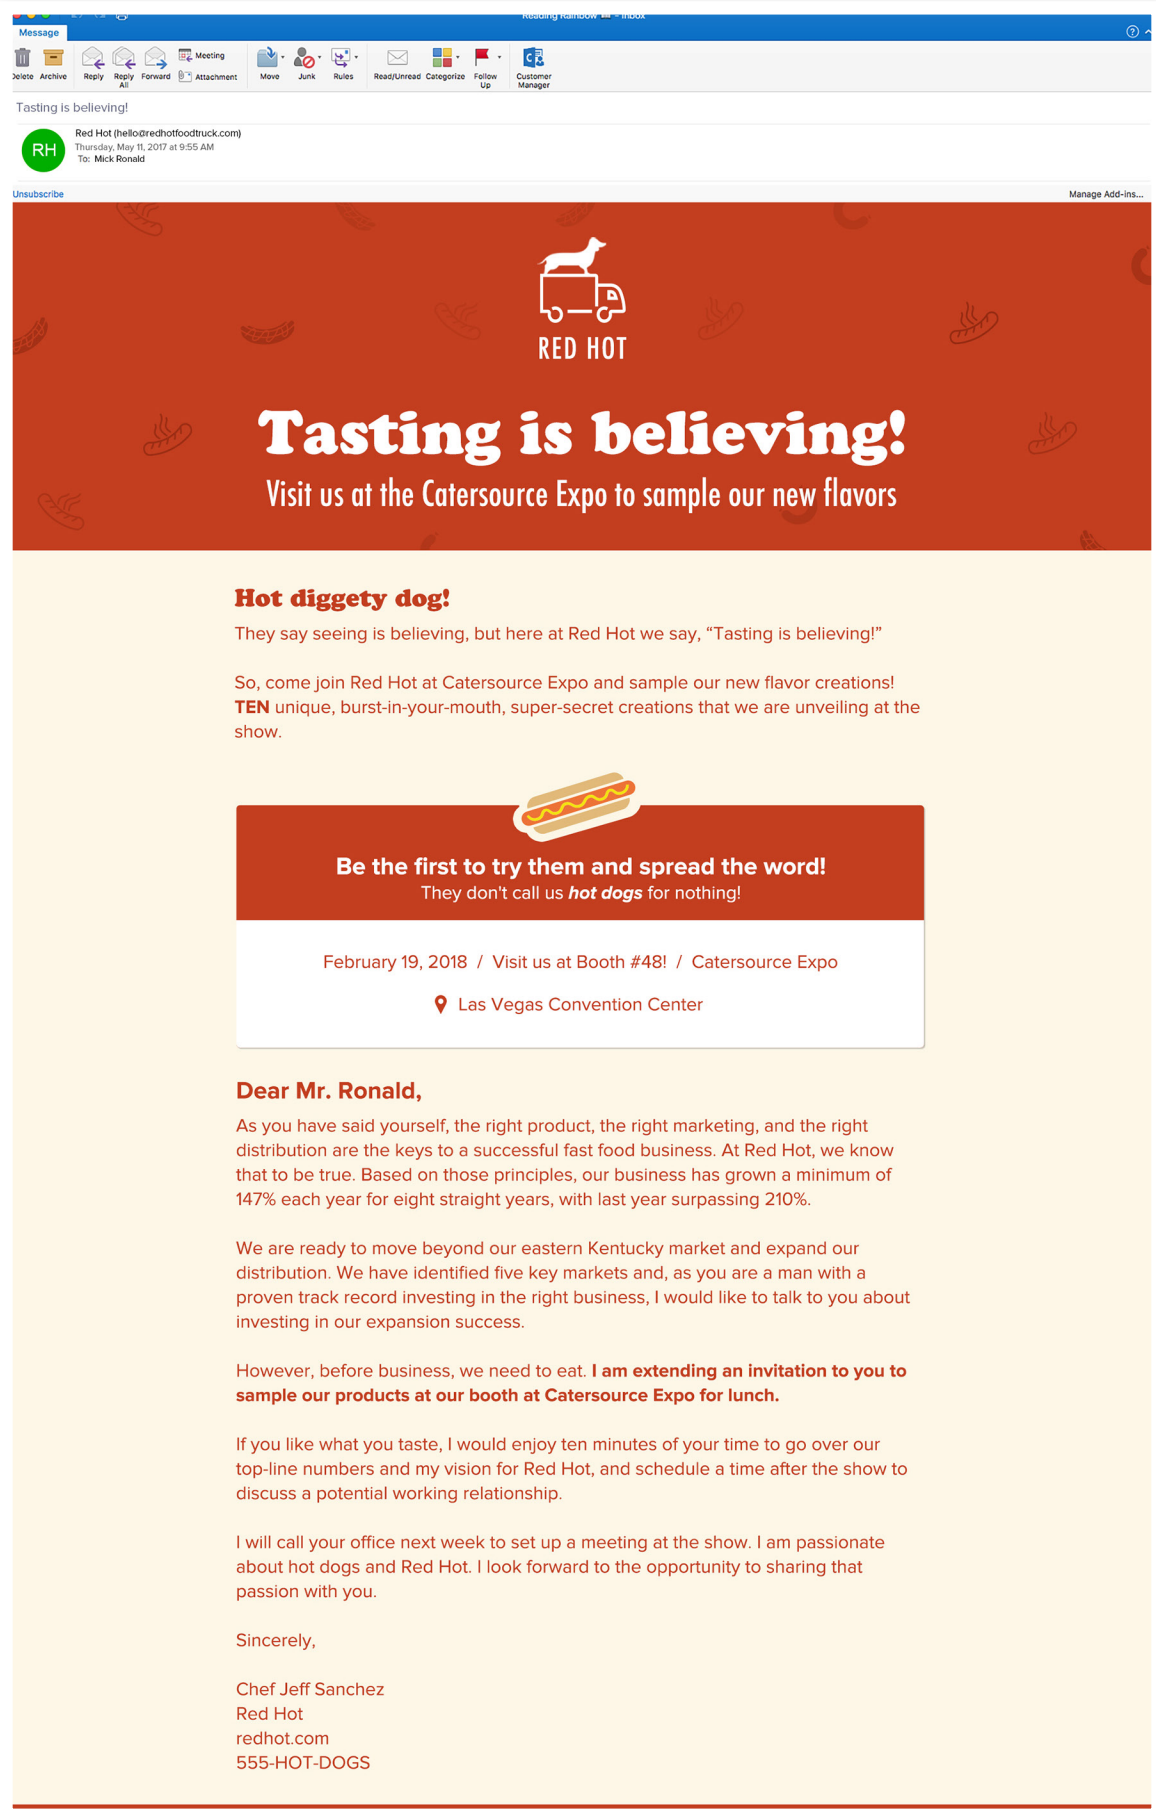 Reading Rainbow - Inbox
Message
?
Delete
Archive
Reply
Reply All
Forward
Meeting
Attachment
Move
Junk
Rules
Read/Unread
Categorize
Follow Up
Customer Manager
Tasting is believing!
RH
Red Hot (hello@redhotfoodtruck.com)
Thursday, May 11, 2017 at 9:55 AM
To: Mick Ronald
Unsubscribe
Manage Add-ins...
RED HOT
Tasting is believing!
Visit us at the Catersource Expo to sample our new flavors
Hot diggety dog!
They say seeing is believing, but here at Red Hot we say, “Tasting is believing!”
So, come join Red Hot at Catersource Expo and sample our new flavor creations!
TEN unique, burst-in-your-mouth, super-secret creations that we are unveiling at the
show.
Be the first to try them and spread the word!
They don't call us hot dogs for nothing!
February 19, 2018 / Visit us at Booth #48! / Catersource Expo
Las Vegas Convention Center
Dear Mr. Ronald,
As you have said yourself, the right product, the right marketing, and the right
distribution are the keys to a successful fast food business. At Red Hot, we know
that to be true. Based on those principles, our business has grown a minimum of
147% each year for eight straight years, with last year surpassing 210%.
We are ready to move beyond our eastern Kentucky market and expand our
distribution. We have identified five key markets and, as you are a man with a
proven track record investing in the right business, I would like to talk to you about
investing in our expansion success.
However, before business, we need to eat. I am extending an invitation to you to
sample our products at our booth at Catersource Expo for lunch.
If you like what you taste, I would enjoy ten minutes of your time to go over our
top-line numbers and my vision for Red Hot, and schedule a time after the show to
discuss a potential working relationship.
I will call your office next week to set up a meeting at the show. I am passionate
about hot dogs and Red Hot. I look forward to the opportunity to sharing that
passion with you.
Sincerely,
Chef Jeff Sanchez
Red Hot
redhot.com
555-HOT-DOGS